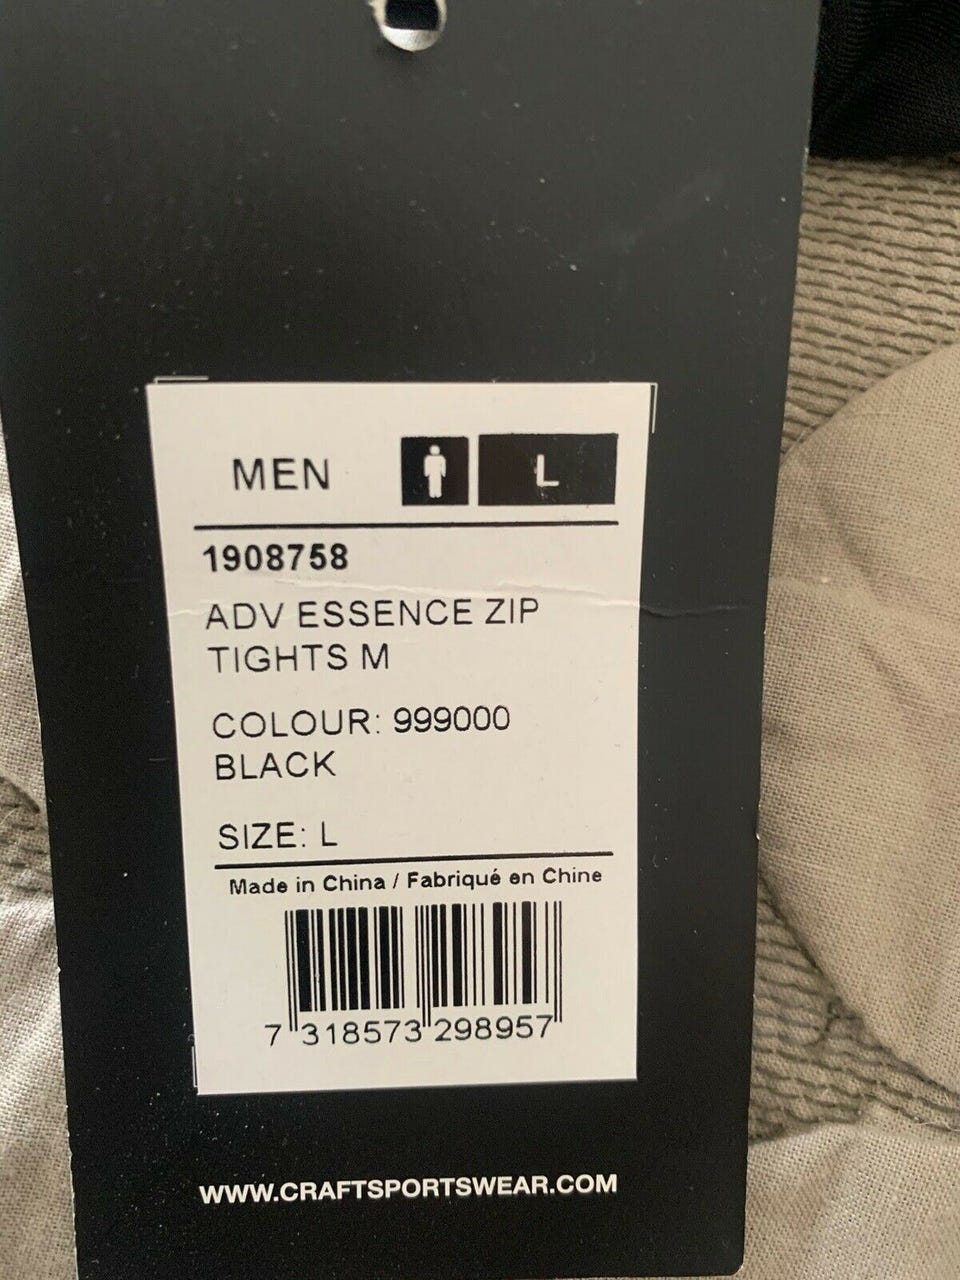 MEN L
1908758
ADV ESSENCE ZIP
TIGHTS M
COLOUR: 999000
BLACK
SIZE: L
Made in China / Fabriqué en Chine
7 318573 298957
WWW.CRAFTSPORTSWEAR.COM